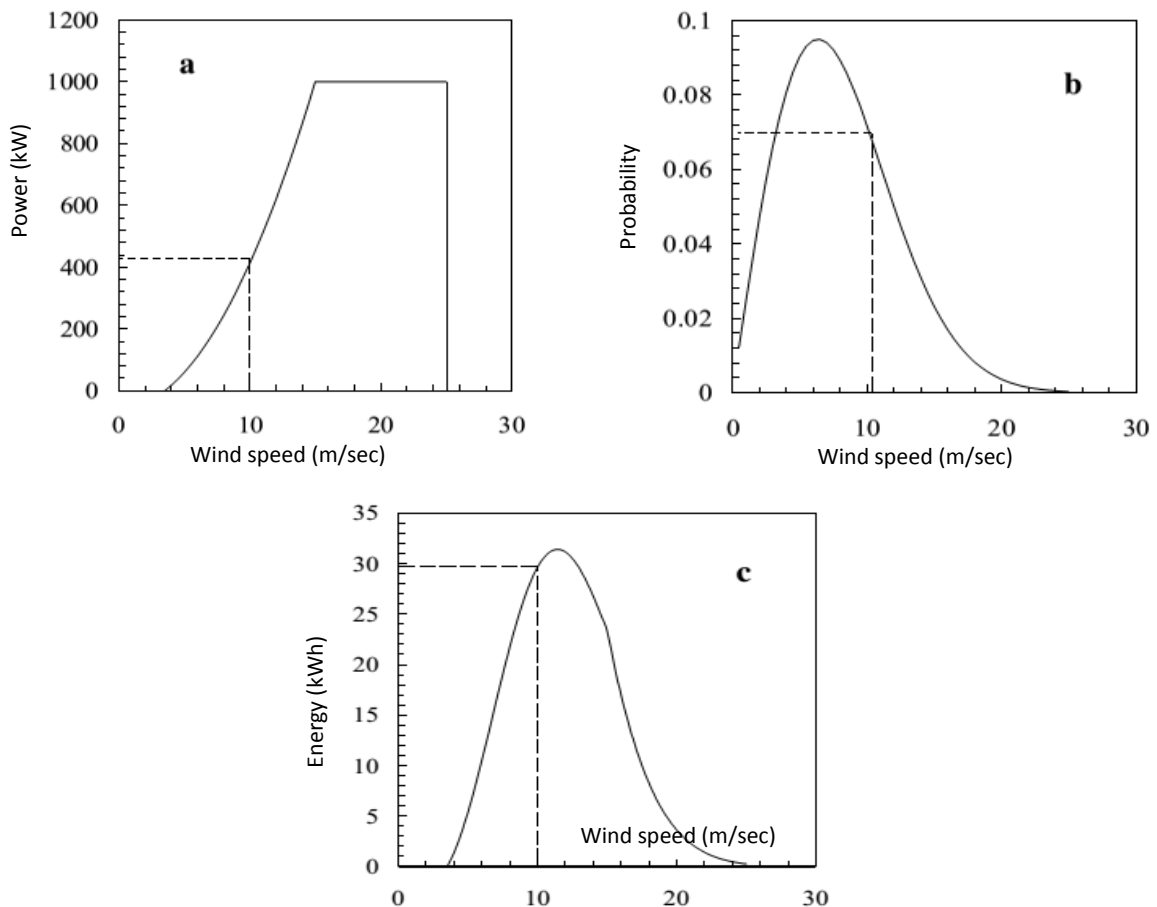 a
Power (kW)
1200
1000
800
600
400
200
0
0 10 20 30
Wind speed (m/sec)
b
Probability
0.1
0.08
0.06
0.04
0.02
0
0 10 20 30
Wind speed (m/sec)
c
Energy (kWh)
35
30
25
20
15
10
5
0
Wind speed (m/sec)
0 10 20 30